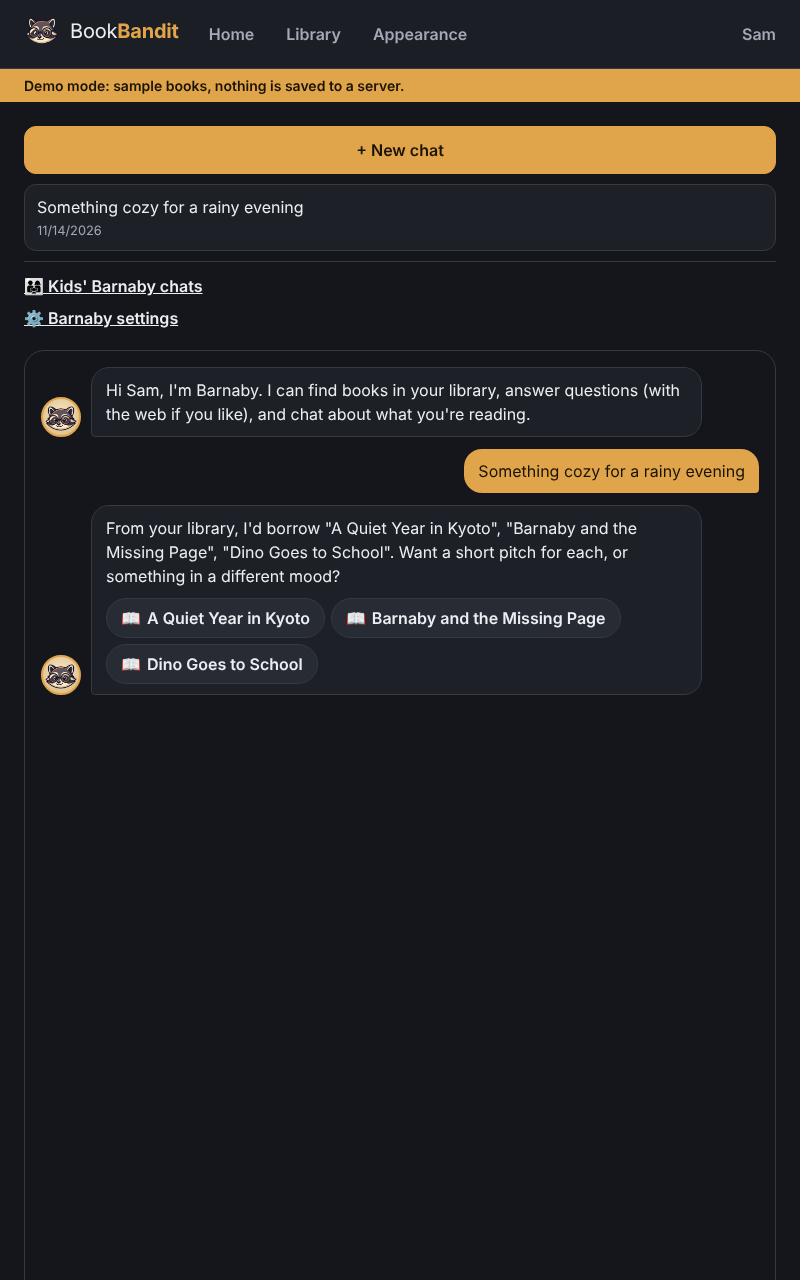 BookBandit Home Library Appearance Sam
Demo mode: sample books, nothing is saved to a server.
+ New chat
Something cozy for a rainy evening
11/14/2026
Kids' Barnaby chats
Barnaby settings
Hi Sam, I'm Barnaby. I can find books in your library, answer questions (with
the web if you like), and chat about what you're reading.
Something cozy for a rainy evening
From your library, I'd borrow "A Quiet Year in Kyoto", "Barnaby and the
Missing Page", "Dino Goes to School". Want a short pitch for each, or
something in a different mood?
A Quiet Year in Kyoto
Barnaby and the Missing Page
Dino Goes to School